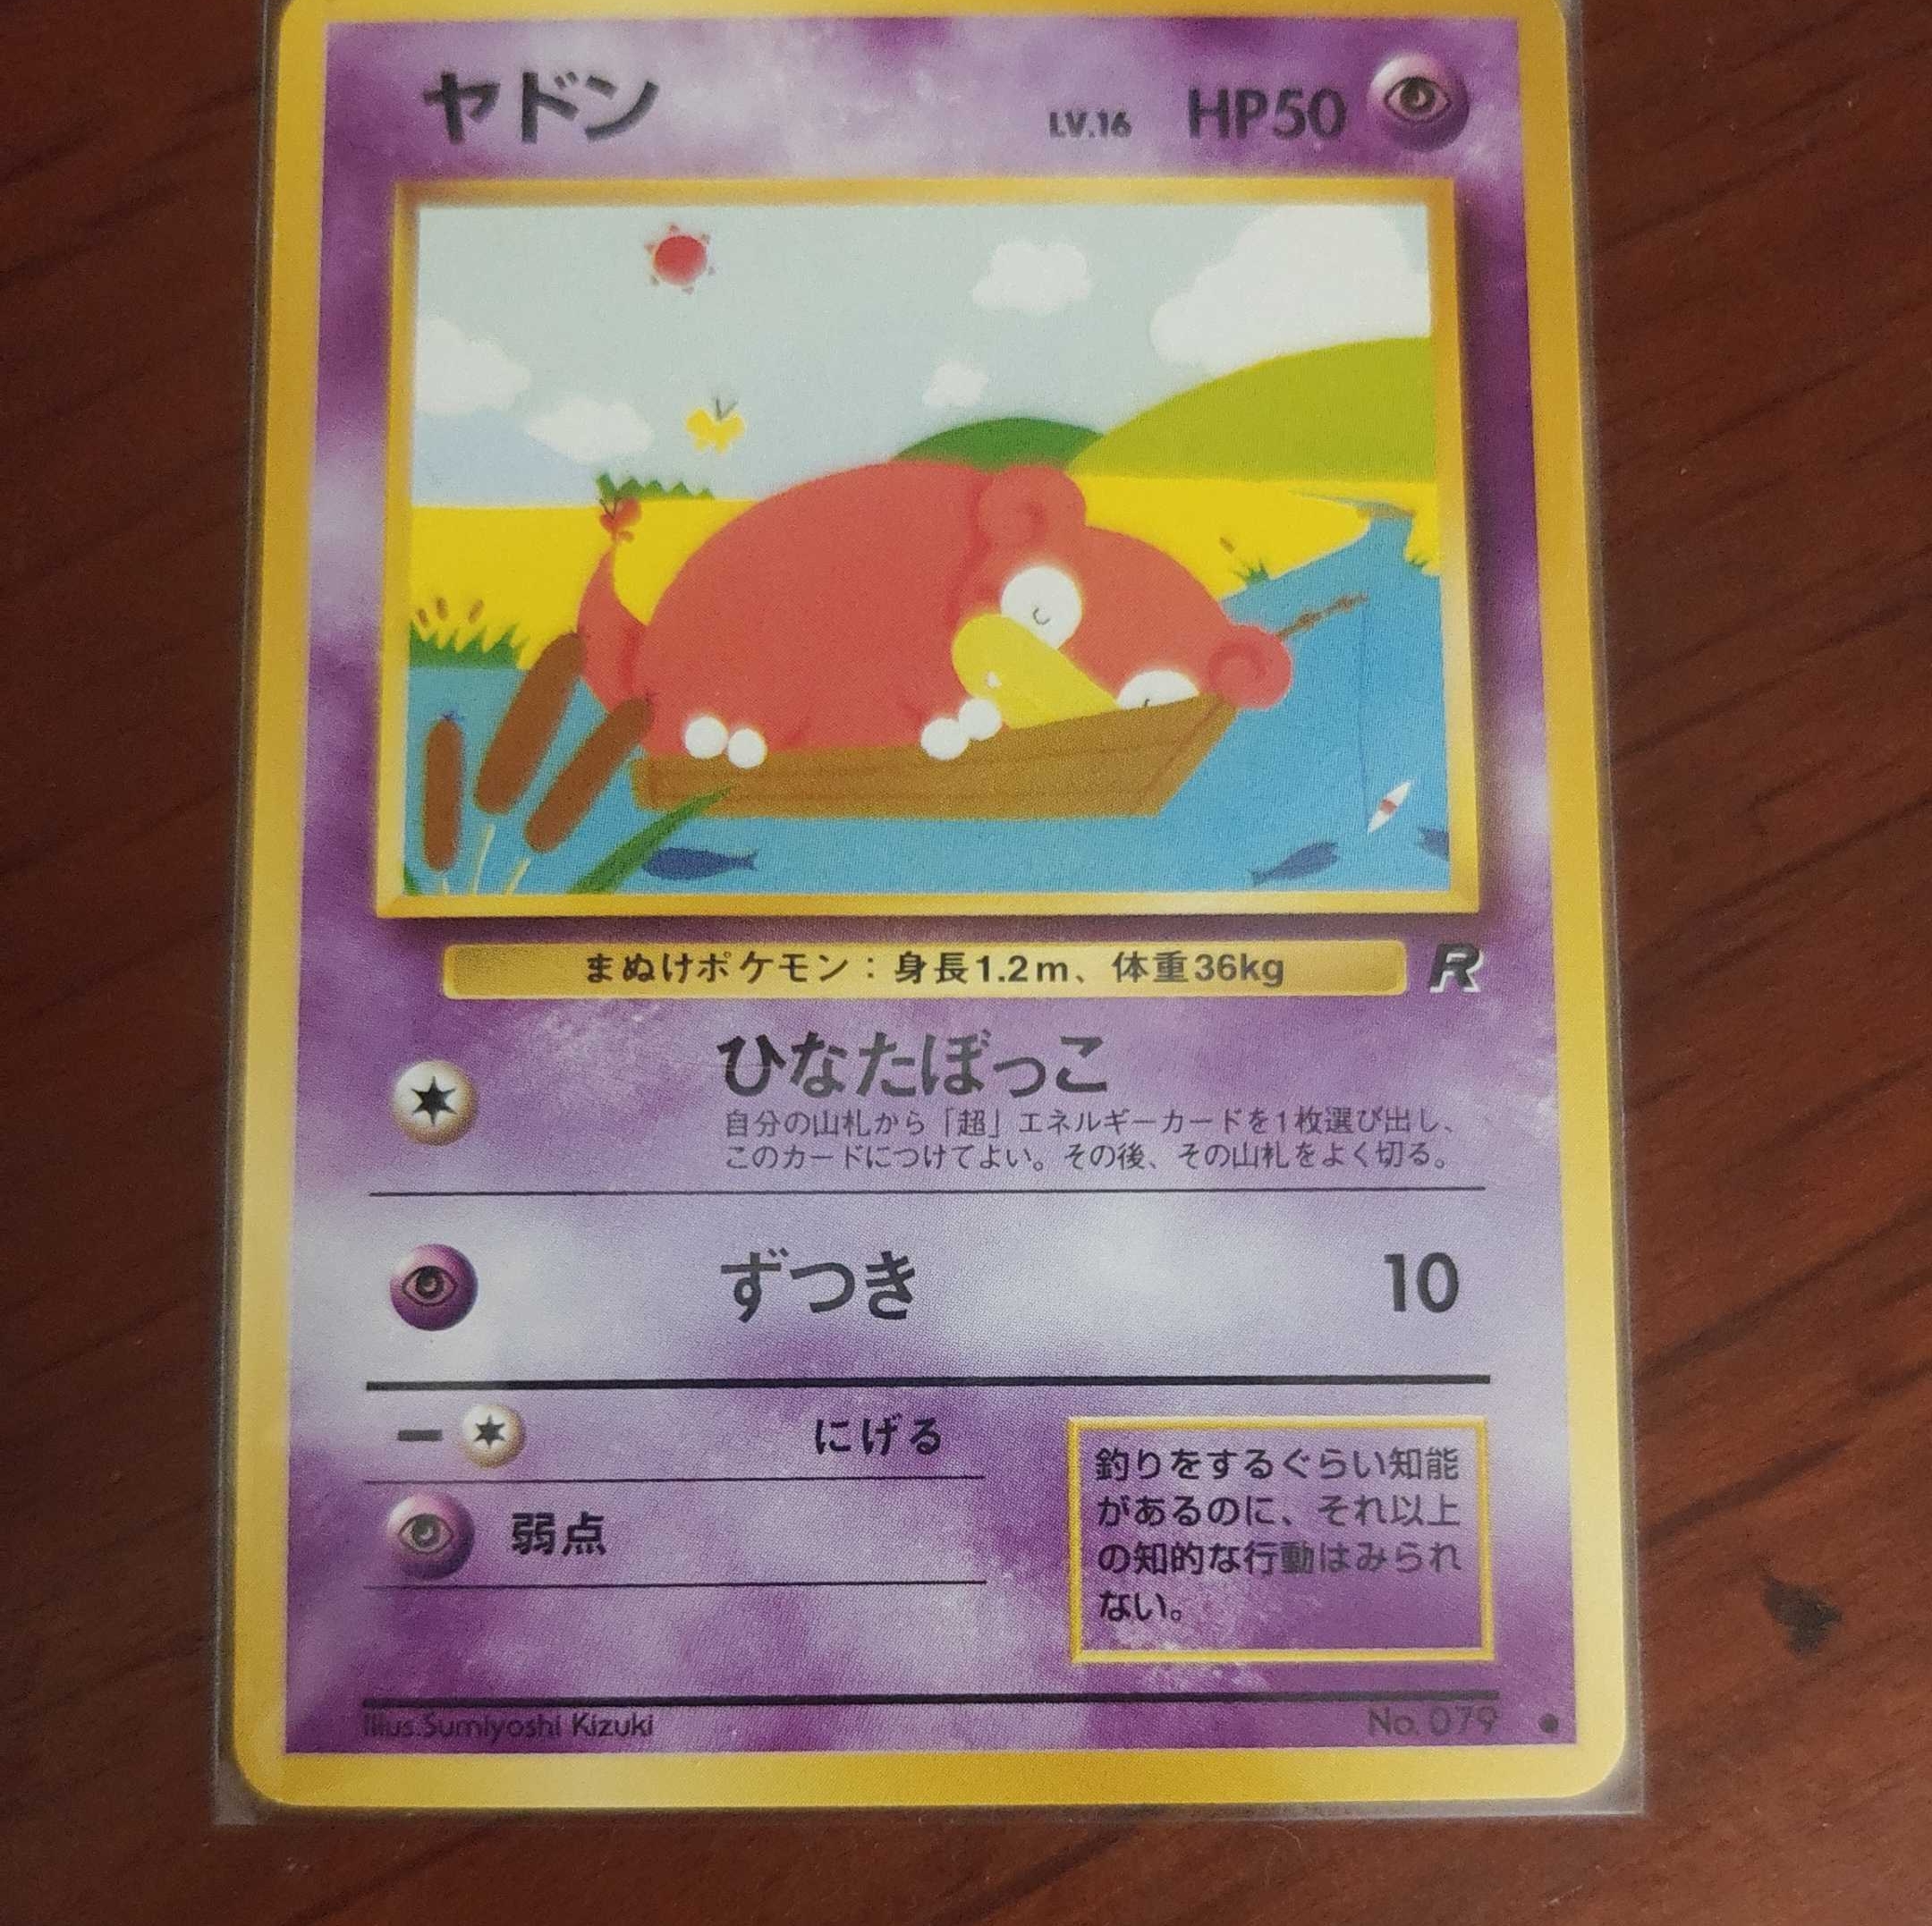 ヤドン LV.16 HP50
まぬけポケモン：身長1.2m、体重36kg R
ひなたぼっこ
自分の山札から「超」エネルギーカードを1枚選び出し、
このカードにつけてよい。その後、その山札をよく切る。
ずつき 10
にげる
弱点
釣りをするぐらい知能
があるのに、それ以上
の知的な行動はみられ
ない。
Illus.Sumiyoshi Kizuki No.079